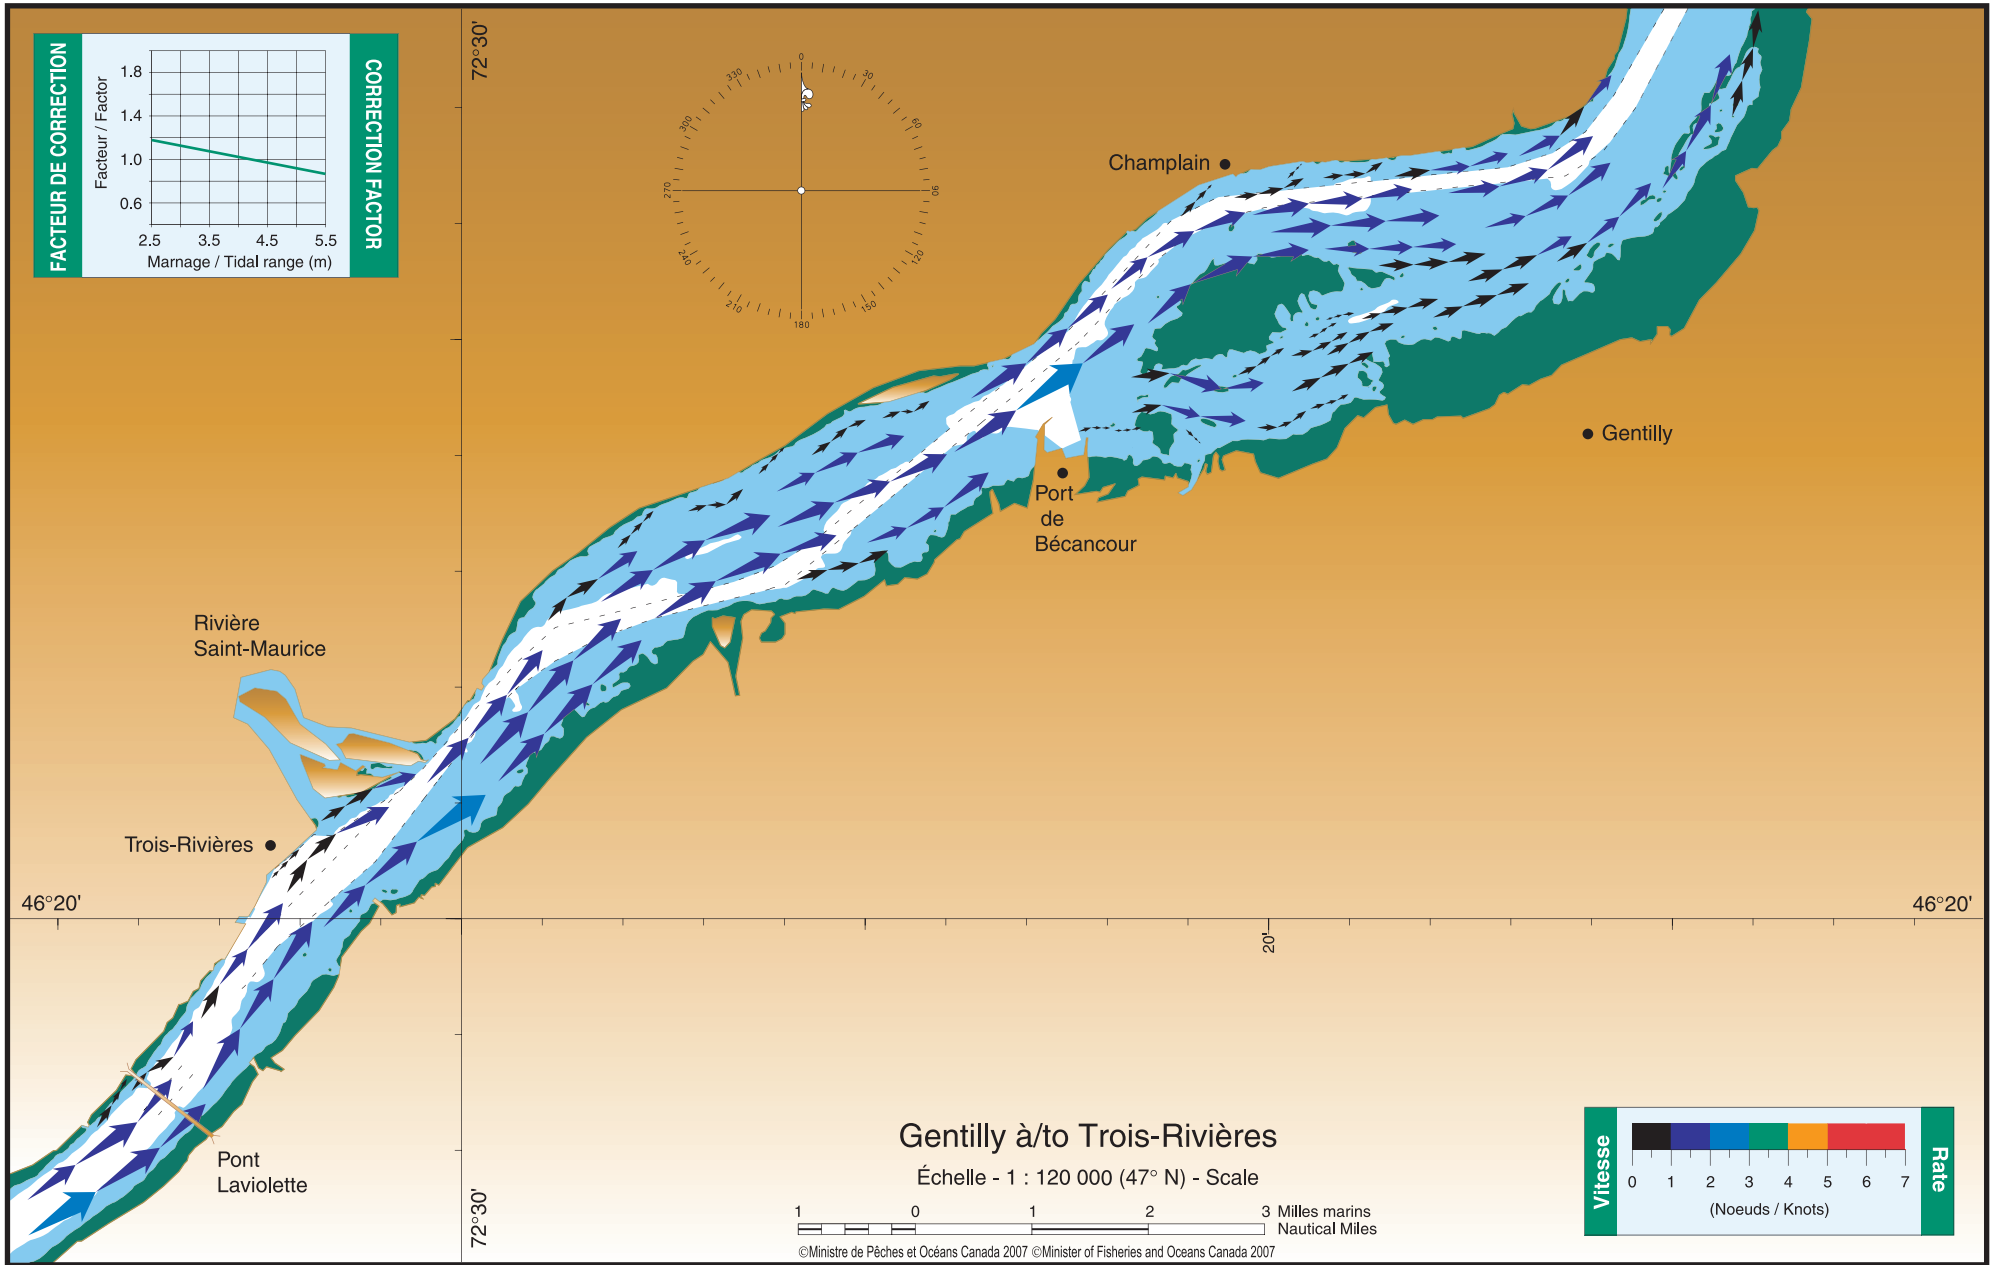 FACTEUR DE CORRECTION
Facteur / Factor
1.8
1.4
1.0
0.6
2.5 3.5 4.5 5.5
Marnage / Tidal range (m)
CORRECTION FACTOR
72°30'
0
30
60
90
120
150
180
210
240
270
300
330
Champlain
Gentilly
Port
de
Bécancour
Rivière
Saint-Maurice
Trois-Rivières
46°20'
46°20'
20'
Pont
Laviolette
72°30'
Gentilly à/to Trois-Rivières
Échelle - 1 : 120 000 (47° N) - Scale
1 0 1 2 3 Milles marins
Nautical Miles
©Ministre de Pêches et Océans Canada 2007 ©Minister of Fisheries and Oceans Canada 2007
Vitesse
0 1 2 3 4 5 6 7
(Noeuds / Knots)
Rate